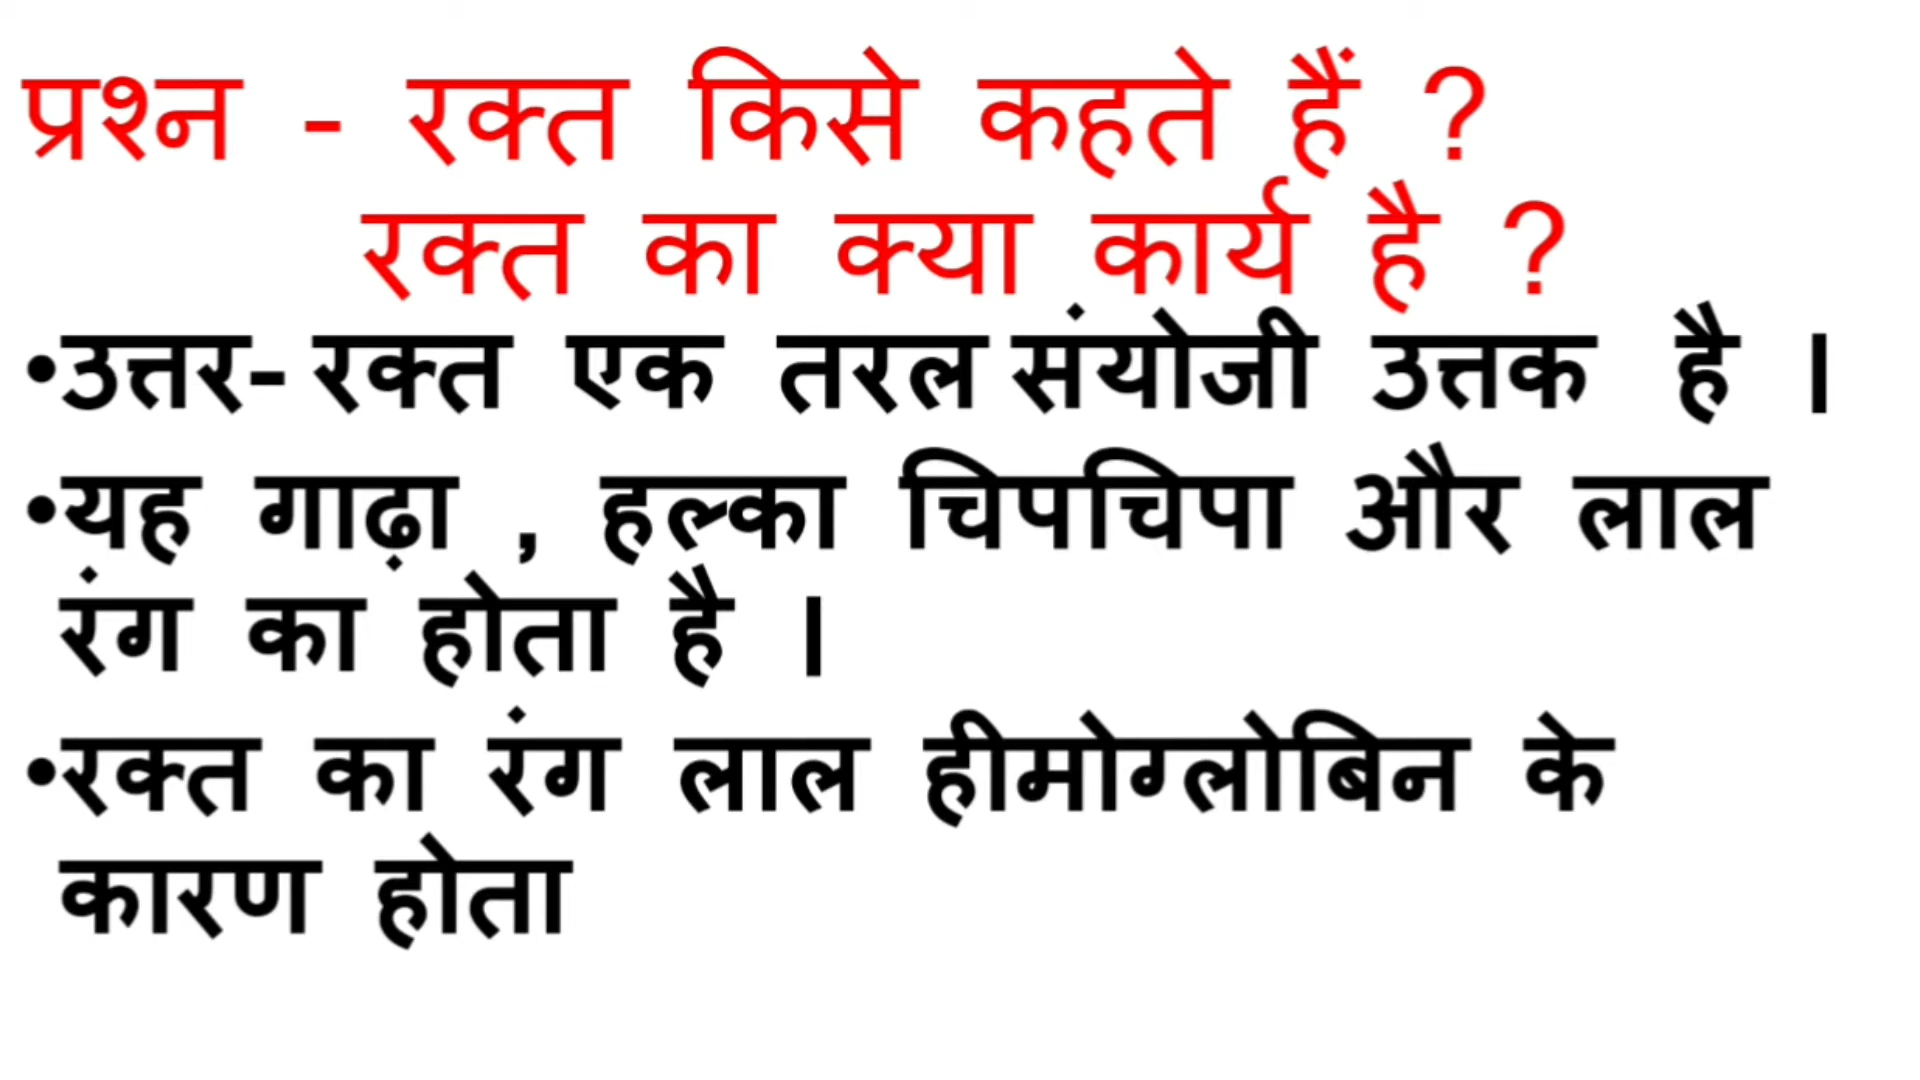 प्रश्न - रक्त किसे कहते हैं ?
रक्त का क्या कार्य है ?
•उत्तर- रक्त एक तरल संयोजी उत्तक है ।
•यह गाढ़ा , हल्का चिपचिपा और लाल
रंग का होता है ।
•रक्त का रंग लाल हीमोग्लोबिन के
कारण होता